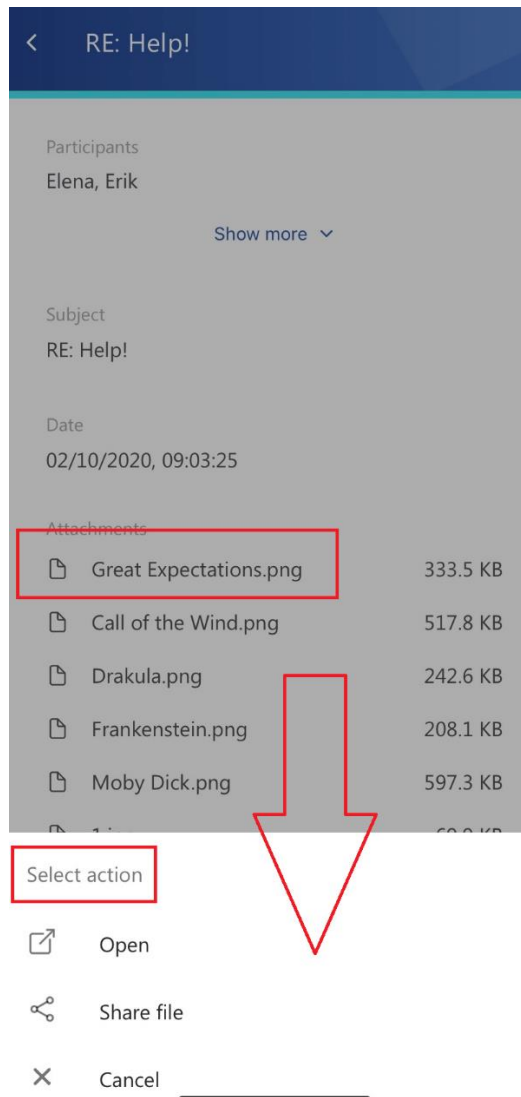 RE: Help!
Participants
Elena, Erik
Show more
Subject
RE: Help!
Date
02/10/2020, 09:03:25
Attachments
Great Expectations.png 333.5 KB
Call of the Wind.png 517.8 KB
Drakula.png 242.6 KB
Frankenstein.png 208.1 KB
Moby Dick.png 597.3 KB
Select action
Open
Share file
Cancel